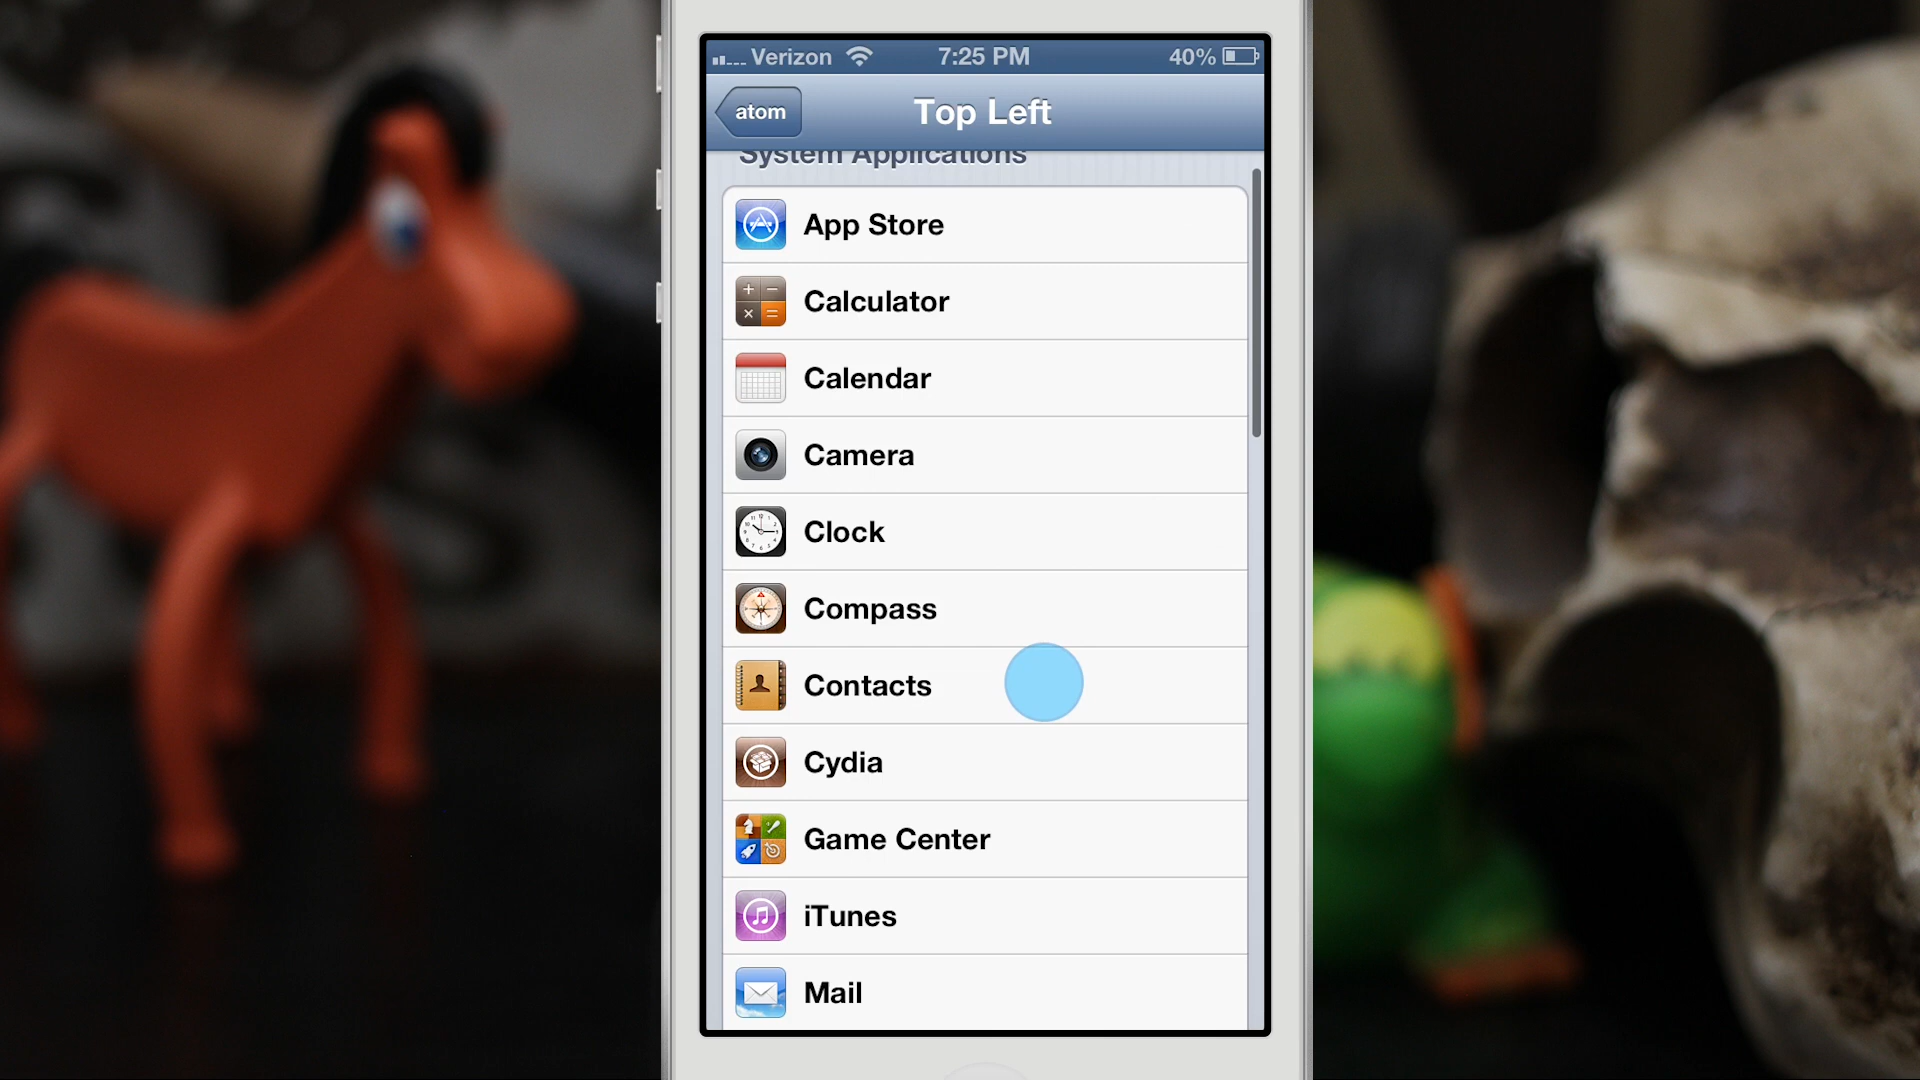 Verizon 7:25 PM 40%
atom Top Left
System Applications
App Store
Calculator
Calendar
Camera
Clock
Compass
Contacts
Cydia
Game Center
iTunes
Mail